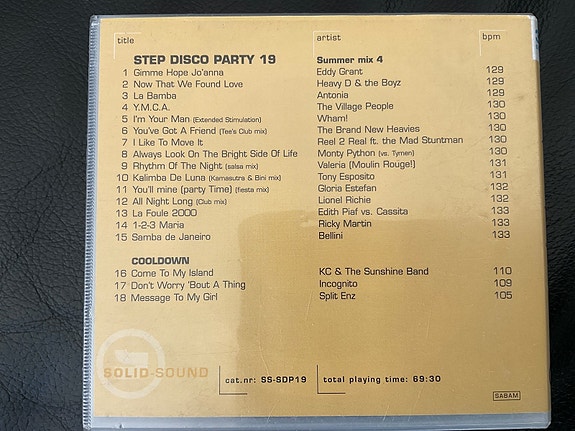 title artist bpm
STEP DISCO PARTY 19 Summer mix 4
1 Gimme Hope Jo'anna Eddy Grant 129
2 Now That We Found Love Heavy D & the Boyz 129
3 La Bamba Antonia 129
4 Y.M.C.A. The Village People 130
5 I'm Your Man (Extended Stimulation) Wham! 130
6 You've Got A Friend (Tee's Club mix) The Brand New Heavies 130
7 I Like To Move It Reel 2 Real ft. the Mad Stuntman 130
8 Always Look On The Bright Side Of Life Monty Python (vs. Tymen) 130
9 Rhythm Of The Night (salsa mix) Valeria (Moulin Rouge!) 131
10 Kalimba De Luna (Kamasutra & Bini mix) Tony Esposito 131
11 You'll mine (party Time) (fiesta mix) Gloria Estefan 132
12 All Night Long (Club mix) Lionel Richie 132
13 La Foule 2000 Edith Piaf vs. Cassita 133
14 1-2-3 Maria Ricky Martin 133
15 Samba de Janeiro Bellini 133
COOLDOWN
16 Come To My Island KC & The Sunshine Band 110
17 Don't Worry 'Bout A Thing Incognito 109
18 Message To My Girl Split Enz 105
SOLID-SOUND
cat.nr: SS-SDP19 total playing time: 69:30
SABAM